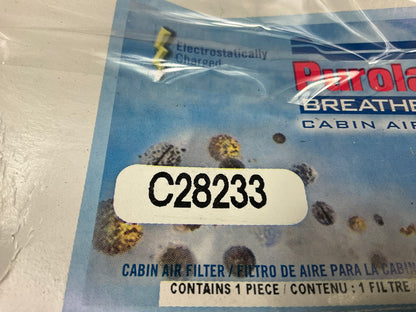 Electrostatically
Charged
Purola
BREATHE
CABIN AIR
C28233
CABIN AIR FILTER / FILTRO DE AIRE PARA LA CABIN
CONTAINS 1 PIECE / CONTENU : 1 FILTRE /